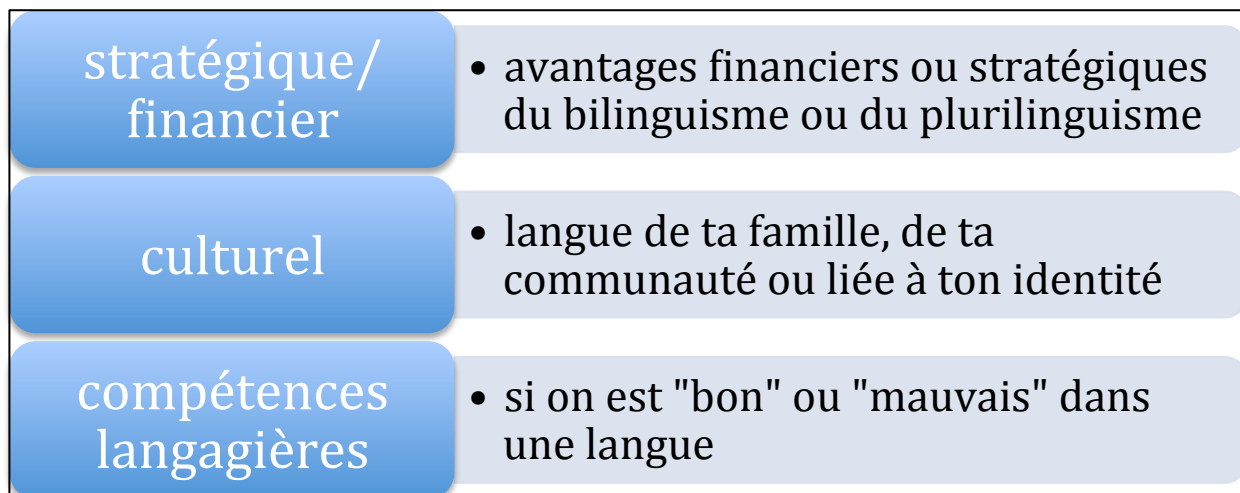 stratégique/
financier
• avantages financiers ou stratégiques
du bilinguisme ou du plurilinguisme
culturel
• langue de ta famille, de ta
communauté ou liée à ton identité
compétences
langagières
• si on est "bon" ou "mauvais" dans
une langue